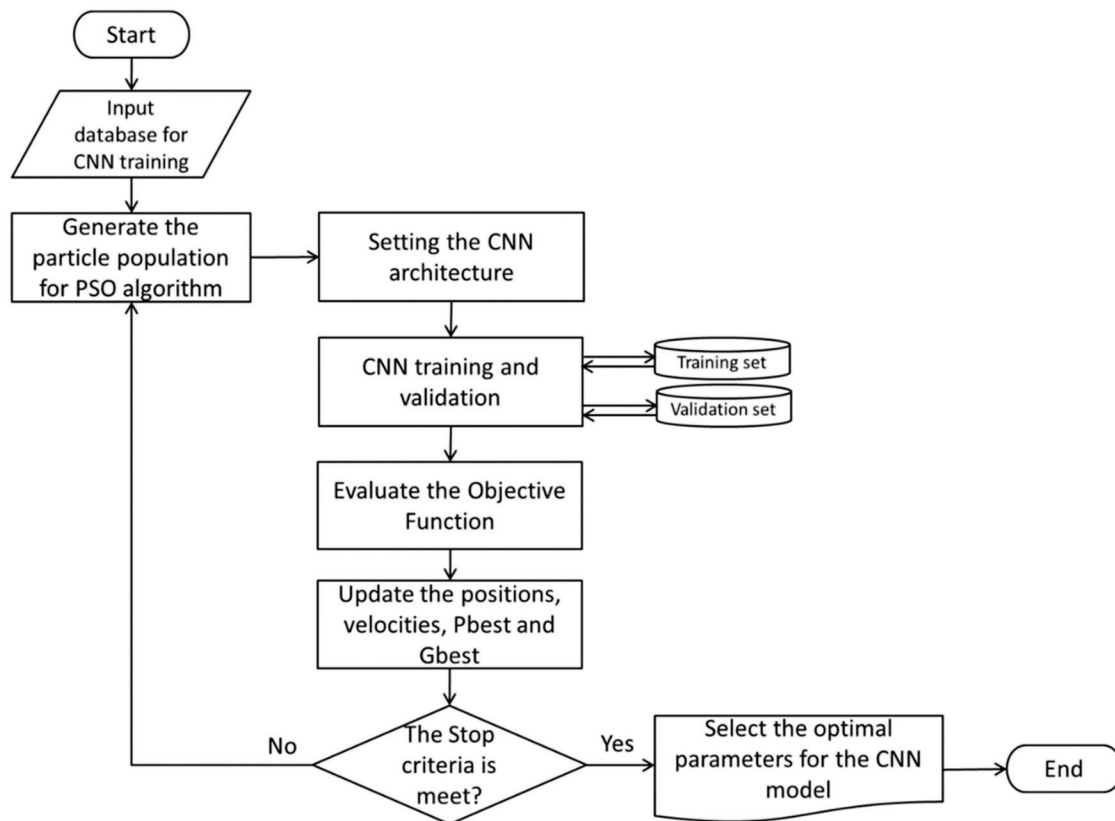 Start
Input
database for
CNN training
Generate the
particle population
for PSO algorithm
Setting the CNN
architecture
CNN training and
validation
Training set
Validation set
Evaluate the Objective
Function
Update the positions,
velocities, Pbest and
Gbest
No
The Stop
criteria is
meet?
Yes
Select the optimal
parameters for the CNN
model
End